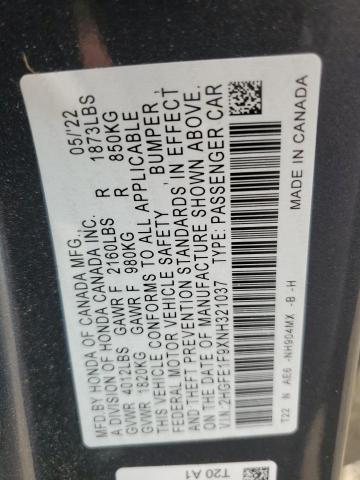 MFD.BY HONDA OF CANADA MFG., 05/'22
A DIVISION OF HONDA CANADA INC.
GVWR 4012LBS GAWR F 2160LBS R 1873LBS
GVWR 1820KG GAWR F 980KG R 850KG
THIS VEHICLE CONFORMS TO ALL APPLICABLE
FEDERAL MOTOR VEHICLE SAFETY, BUMPER,
AND THEFT PREVENTION STANDARDS, IN EFFECT
ON THE DATE OF MANUFACTURE SHOWN ABOVE.
V.I.N: 2HGFE1F9XNH321037 TYPE: PASSENGER CAR
T22 N AE6 -NH904MX -B -H MADE IN CANADA
T20 A1